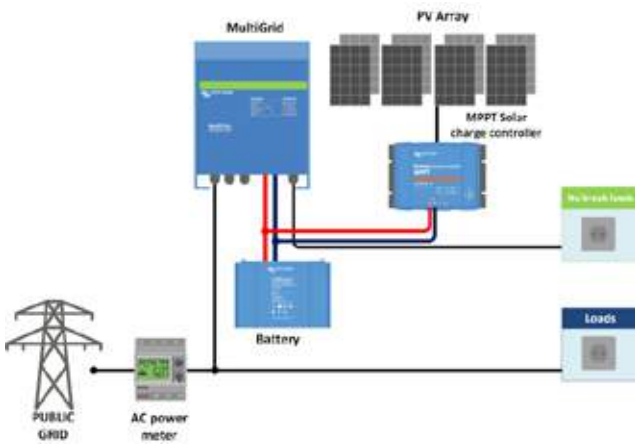 MultiGrid
PV Array
MPPT Solar
charge controller
No break loads
Loads
Battery
PUBLIC
GRID
AC power
meter